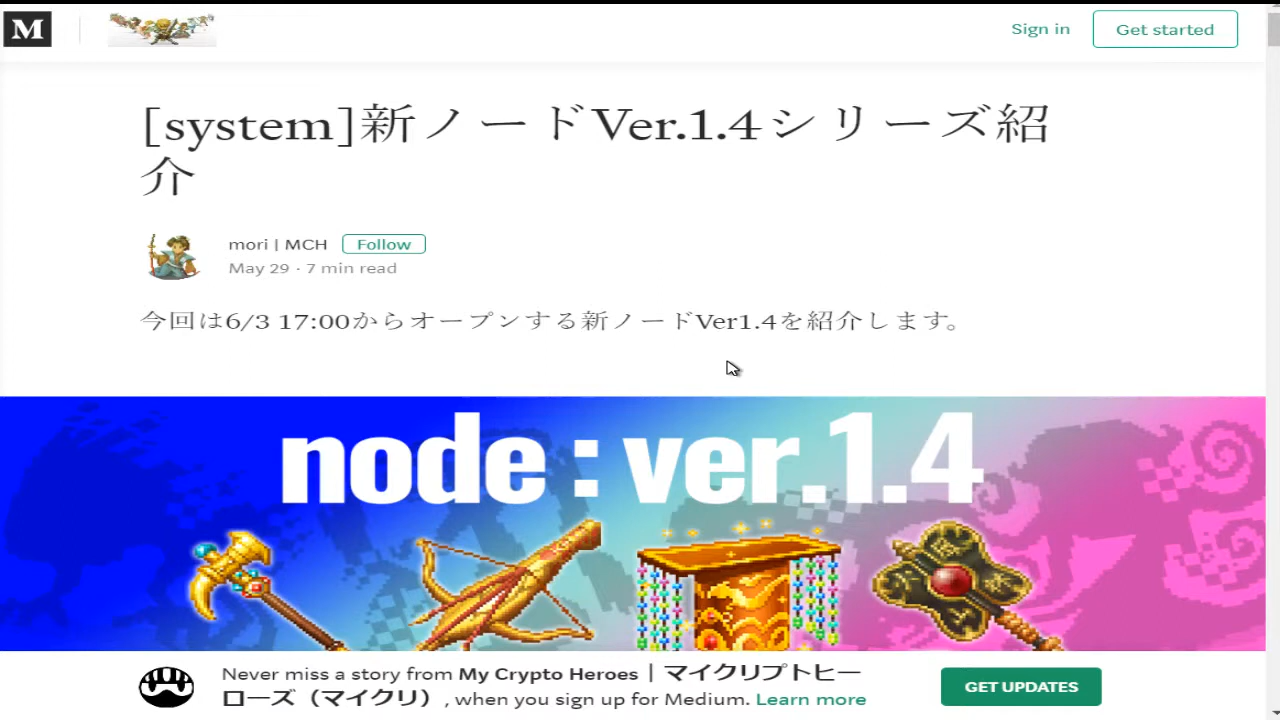 M
Sign in
Get started
[system]新ノードVer.1.4シリーズ紹
介
mori | MCH
Follow
May 29 · 7 min read
今回は6/3 17:00からオープンする新ノードVer1.4を紹介します。
node : ver.1.4
Never miss a story from My Crypto Heroes | マイクリプトヒー
ローズ（マイクリ）, when you sign up for Medium. Learn more
GET UPDATES